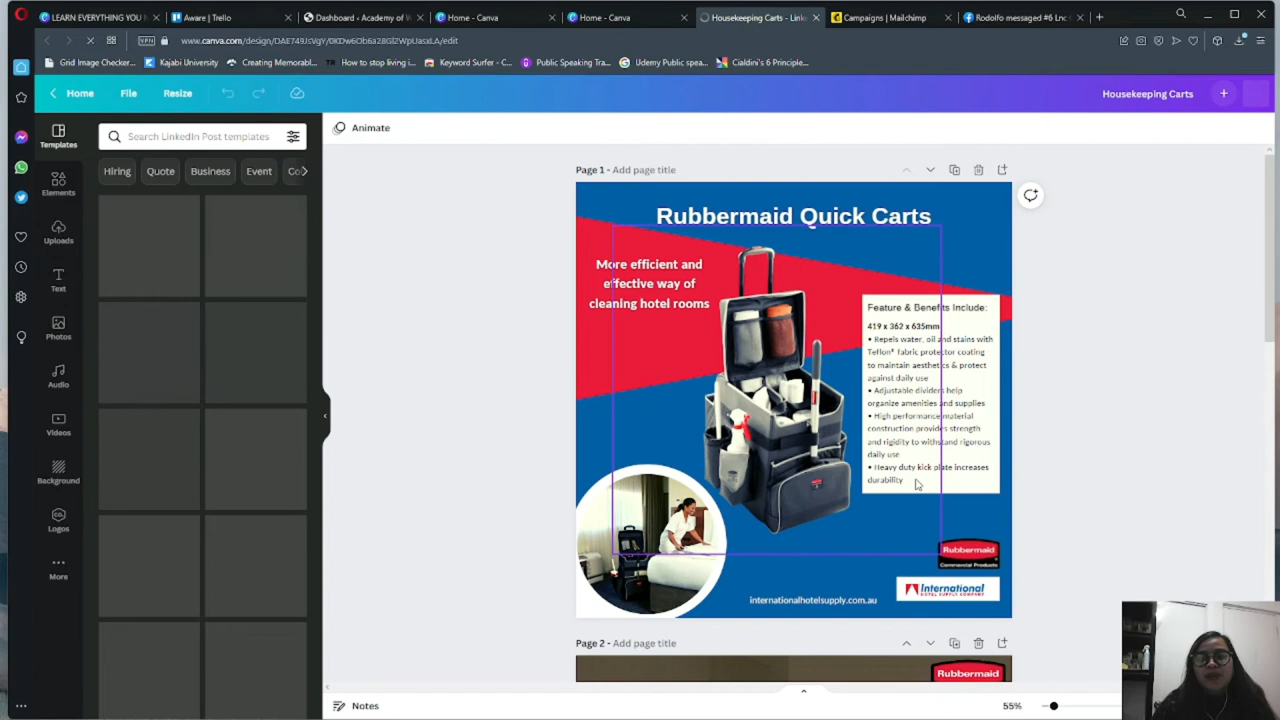 LEARN EVERYTHING YOU
Aware | Trello
Dashboard ‹ Academy of
Home - Canva
Home - Canva
Housekeeping Carts - Linke
Campaigns | Mailchimp
Rodolfo messaged #6 Lnc
VPN
www.canva.com/design/
/edit
Grid Image Checker...
Kajabi University
Creating Memorabl...
TR How to stop living i...
Keyword Surfer - C...
Public Speaking Tra...
Udemy Public spea...
Cialdini's 6 Principle...
Home
File
Resize
Housekeeping Carts
Templates
Search LinkedIn Post templates
Animate
Hiring
Quote
Business
Event
Co
Elements
Uploads
Text
Photos
Audio
Videos
Background
Logos
More
Page 1 - Add page title
Rubbermaid Quick Carts
More efficient and
effective way of
cleaning hotel rooms
Feature & Benefits Include:
419 x 362 x 635mm
• Repels water, oil and stains with
Teflon® fabric protector coating
to maintain aesthetics & protect
against daily use
• Adjustable dividers help
organize amenities and supplies
• High performance material
construction provides strength
and rigidity to withstand rigorous
daily use
• Heavy duty kick plate increases
durability
Rubbermaid
Commercial Products
International
HOTEL SUPPLY COMPANY
internationalhotelsupply.com.au
Page 2 - Add page title
Rubbermaid
Notes
55%